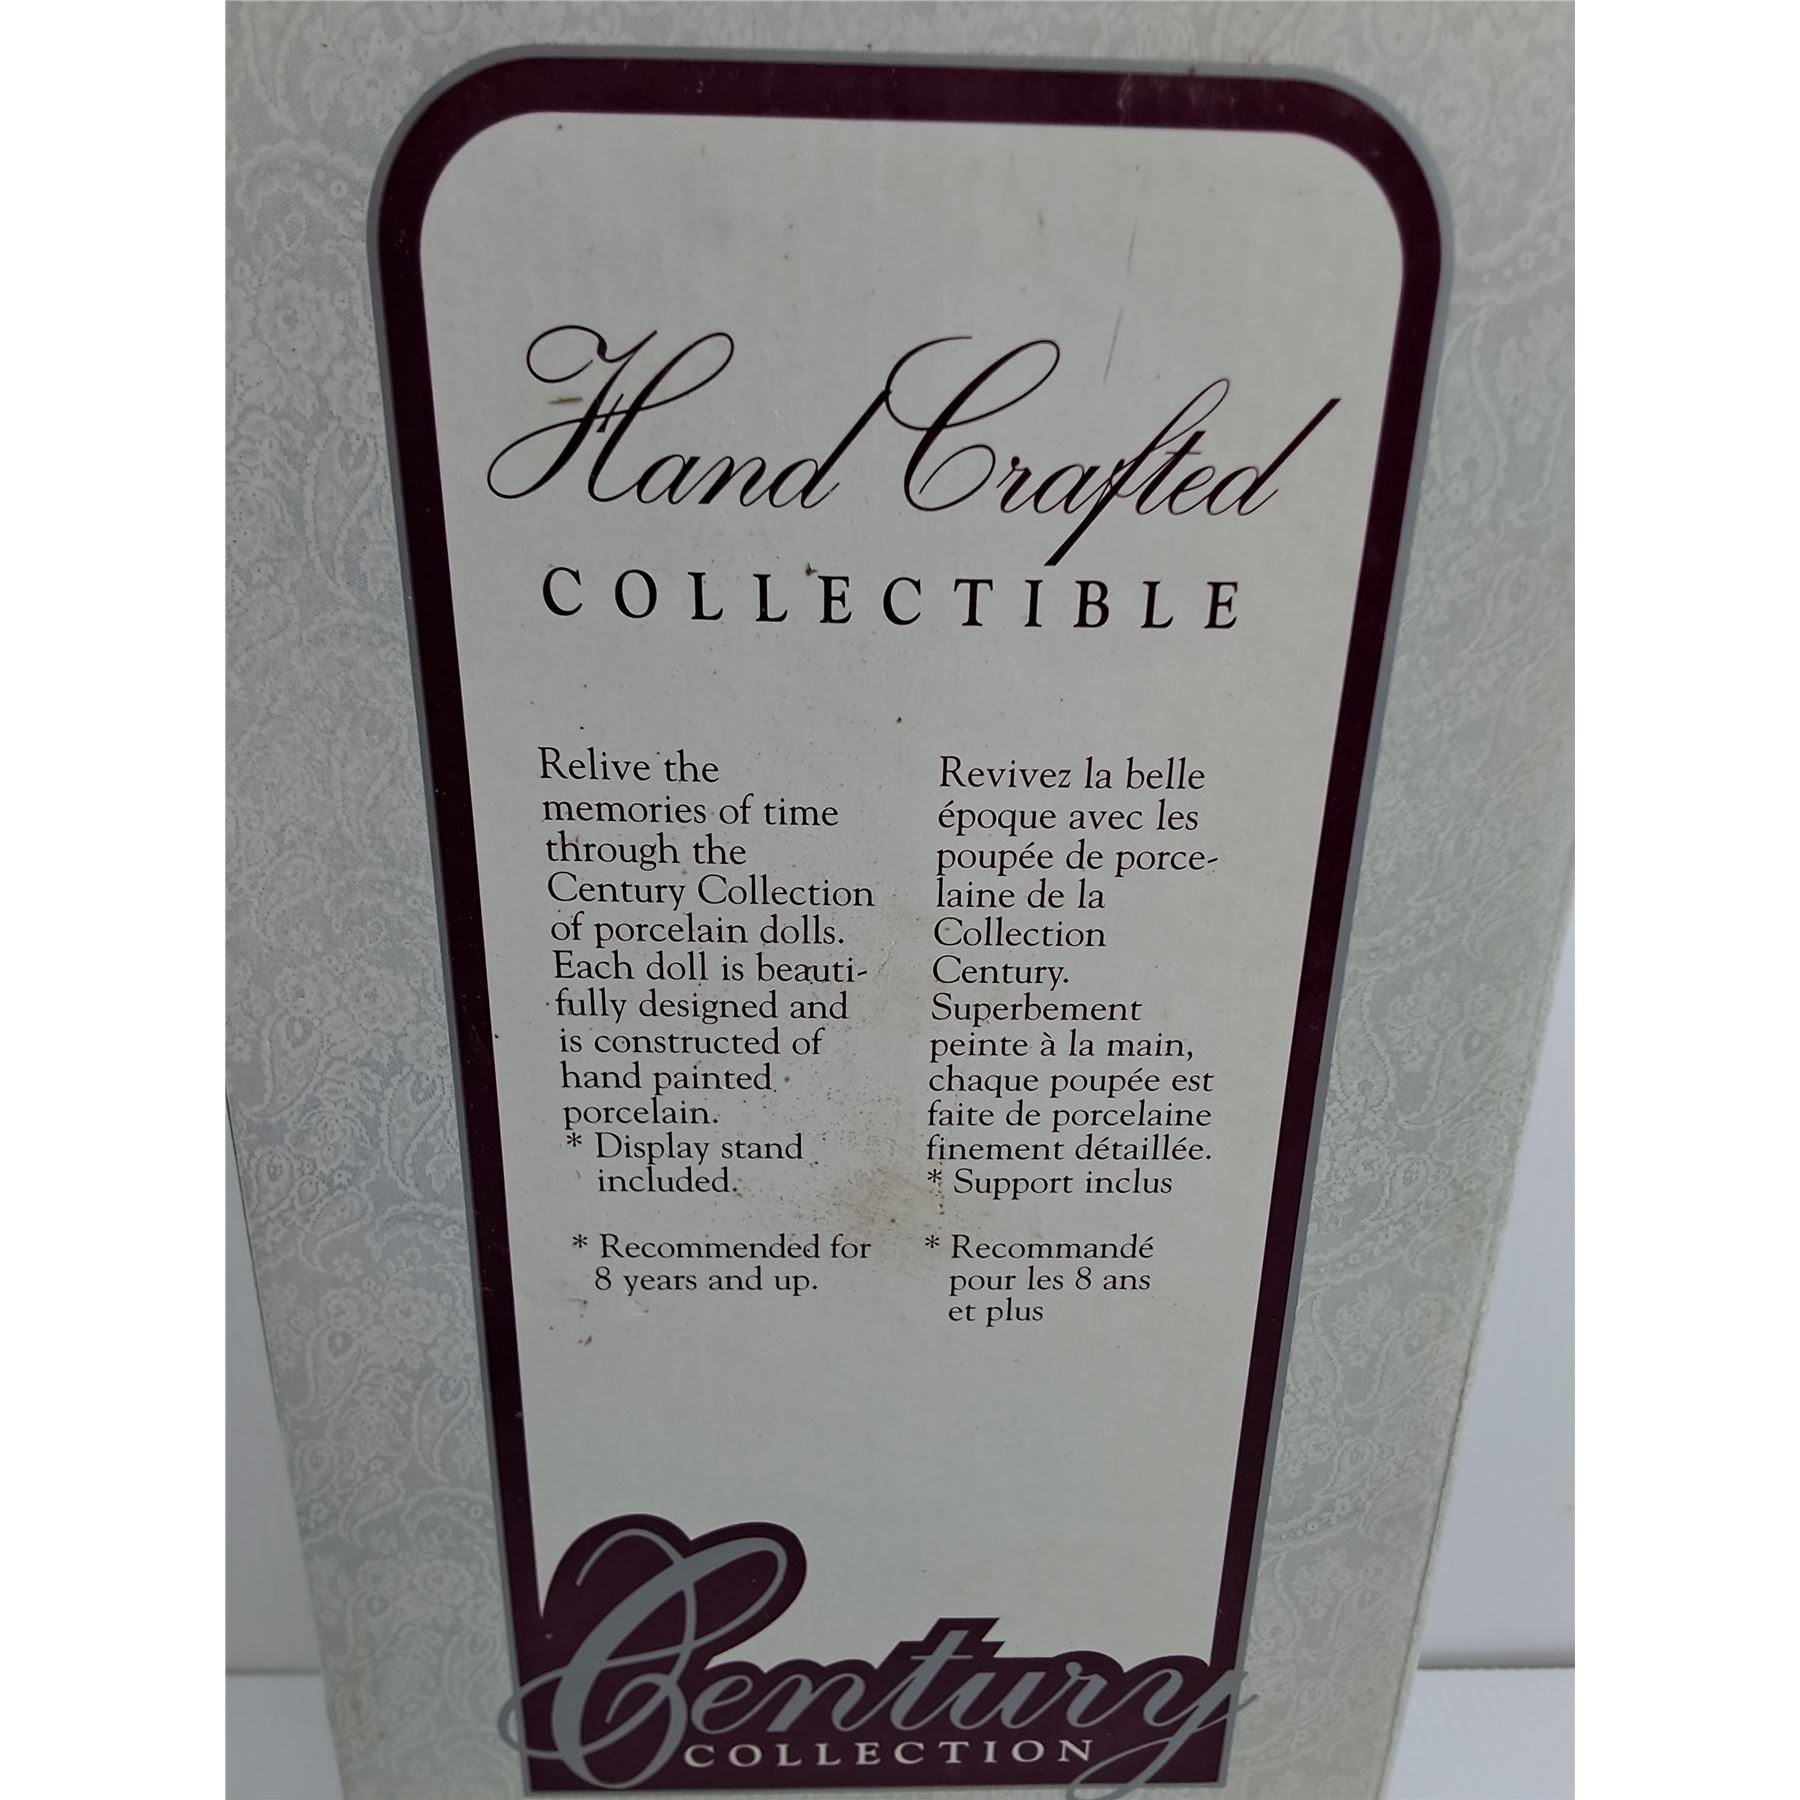 Hand Crafted
COLLECTIBLE
Relive the
memories of time
through the
Century Collection
of porcelain dolls.
Each doll is beauti-
fully designed and
is constructed of
hand painted
porcelain.
* Display stand
included.
* Recommended for
8 years and up.
Revivez la belle
époque avec les
poupée de porce-
laine de la
Collection
Century.
Superbement
peinte à la main,
chaque poupée est
faite de porcelaine
finement détaillée.
* Support inclus
* Recommandé
pour les 8 ans
et plus
Century
COLLECTION